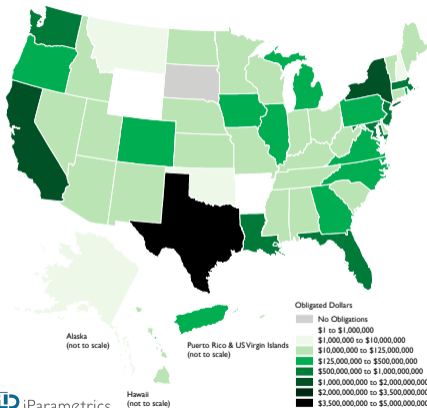 Obligated Dollars
No Obligations
$1 to $1,000,000
$1,000,000 to $10,000,000
$10,000,000 to $125,000,000
$125,000,000 to $500,000,000
$500,000,000 to $1,000,000,000
$1,000,000,000 to $2,000,000,000
$2,000,000,000 to $3,500,000,000
$3,500,000,000 to $5,000,000,000
Alaska
(not to scale)
Puerto Rico & US Virgin Islands
(not to scale)
Hawaii
(not to scale)
iParametrics